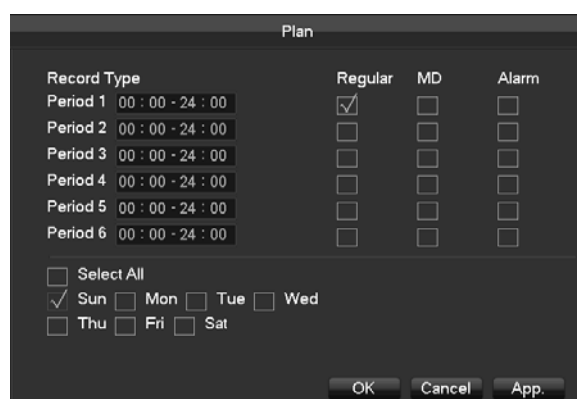 Plan
Record Type Regular MD Alarm
Period 1 00 : 00 - 24 : 00
Period 2 00 : 00 - 24 : 00
Period 3 00 : 00 - 24 : 00
Period 4 00 : 00 - 24 : 00
Period 5 00 : 00 - 24 : 00
Period 6 00 : 00 - 24 : 00
Select All
Sun Mon Tue Wed
Thu Fri Sat
OK Cancel App.